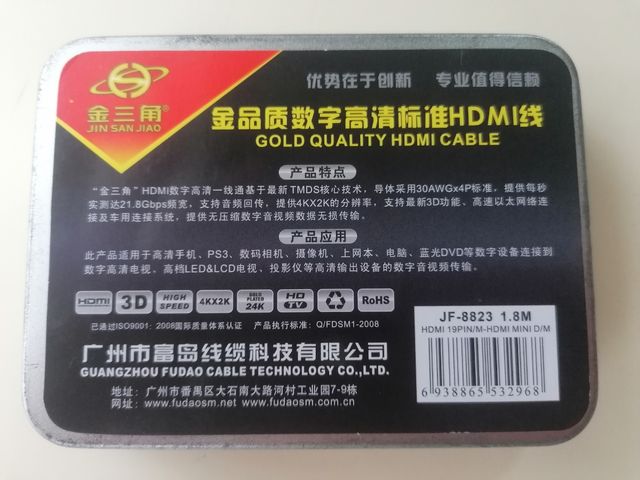 优势在于创新 专业值得信赖
金三角®
JIN SAN JIAO
金品质数字高清标准HDMI线
GOLD QUALITY HDMI CABLE
产品特点
“金三角”HDMI数字高清一线通基于最新TMDS核心技术，导体采用30AWGx4P标准，提供每秒
实测达21.8Gbps频宽，支持音频回传，提供4KX2K的分辨率，支持最新3D功能、高速以太网络连
接及车用连接系统，提供无压缩数字音视频数据无损传输。
产品应用
此产品适用于高清手机、PS3、数码相机、摄像机、上网本、电脑、蓝光DVD等数字设备连接到
数字高清电视、高档LED&LCD电视、投影仪等高清输出设备的数字音视频传输。
HDMI 3D HIGH SPEED 4KX2K GOLD PLATED 24K HD TV RoHS
已通过ISO9001：2008国际质量体系认证 产品执行标准：Q/FDSM1-2008
广州市富岛线缆科技有限公司
GUANGZHOU FUDAO CABLE TECHNOLOGY CO.,LTD.
地址：广州市番禺区大石南大路河村工业园7-9栋
网址：www.fudaosm.net www.fudaosm.com.cn
JF-8823 1.8M
HDMI 19PIN/M-HDMI MINI D/M
6 938865 532968